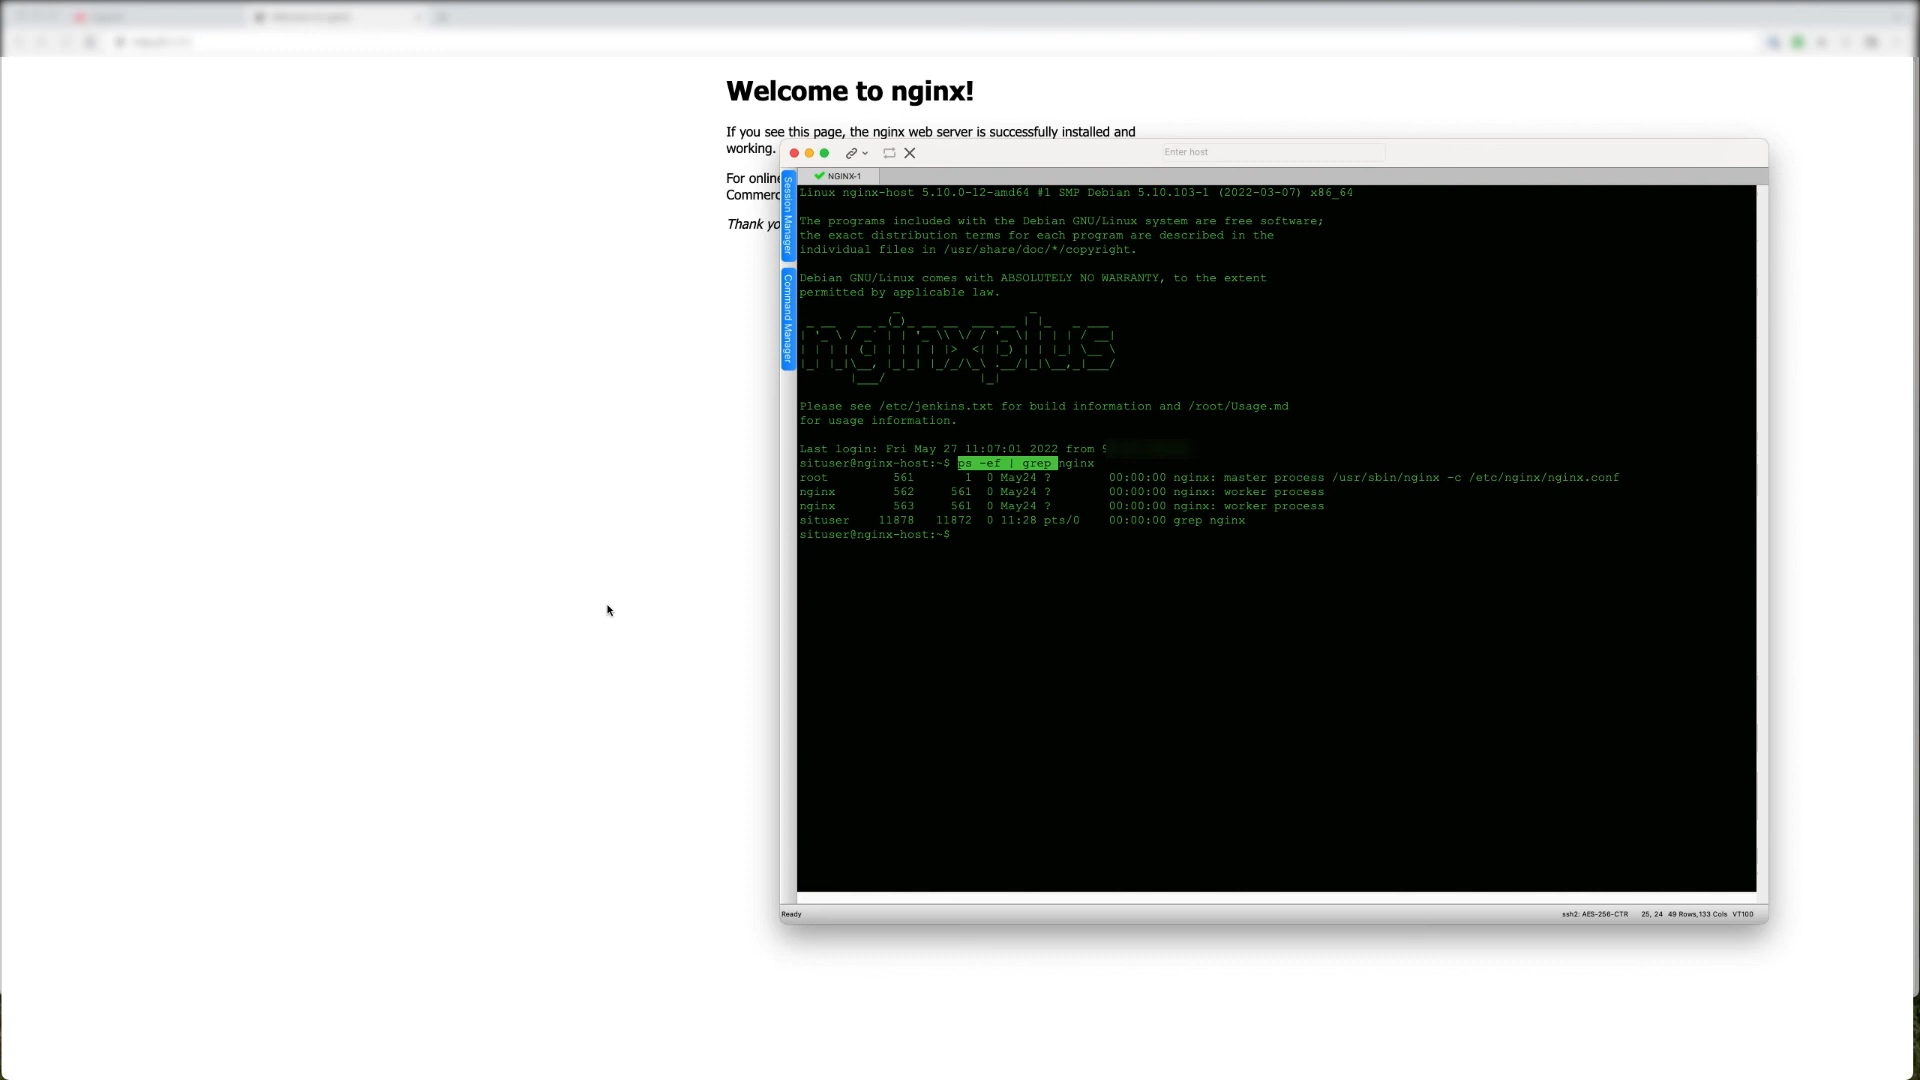 Welcome to nginx!
If you see this page, the nginx web server is successfully installed and
working.
For online
Commerc
Thank yo
Enter host
NGINX-1
Session Manager
Command Manager
Linux nginx-host 5.10.0-12-amd64 #1 SMP Debian 5.10.103-1 (2022-03-07) x86_64
The programs included with the Debian GNU/Linux system are free software;
the exact distribution terms for each program are described in the
individual files in /usr/share/doc/*/copyright.
Debian GNU/Linux comes with ABSOLUTELY NO WARRANTY, to the extent
permitted by applicable law.
nginxplus
Please see /etc/jenkins.txt for build information and /root/Usage.md
for usage information.
Last login: Fri May 27 11:07:01 2022 from 9
situser@nginx-host:~$ ps -ef | grep nginx
root 561 1 0 May24 ? 00:00:00 nginx: master process /usr/sbin/nginx -c /etc/nginx/nginx.conf
nginx 562 561 0 May24 ? 00:00:00 nginx: worker process
nginx 563 561 0 May24 ? 00:00:00 nginx: worker process
situser 11878 11872 0 11:28 pts/0 00:00:00 grep nginx
situser@nginx-host:~$
Ready
ssh2: AES-256-CTR 25, 24 49 Rows,133 Cols VT100